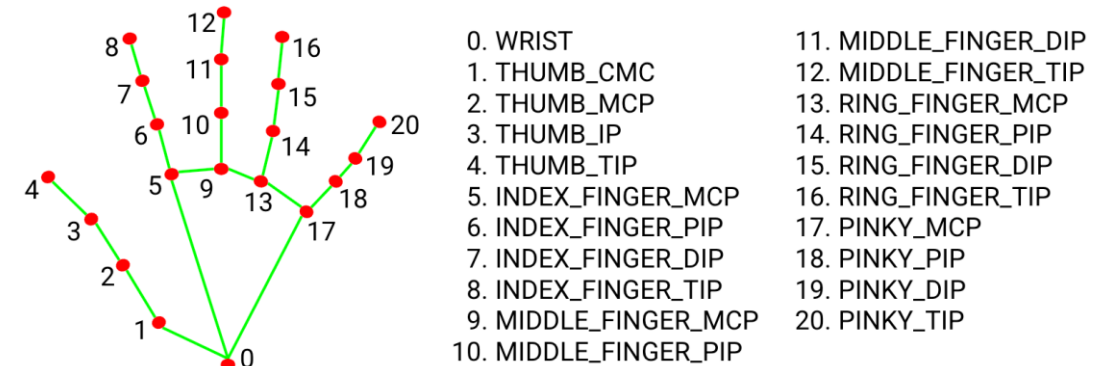 12
16
8
11
7
15
10
20
6
14
19
4
5
9
13
18
3
17
2
1
0
0. WRIST
1. THUMB_CMC
2. THUMB_MCP
3. THUMB_IP
4. THUMB_TIP
5. INDEX_FINGER_MCP
6. INDEX_FINGER_PIP
7. INDEX_FINGER_DIP
8. INDEX_FINGER_TIP
9. MIDDLE_FINGER_MCP
10. MIDDLE_FINGER_PIP
11. MIDDLE_FINGER_DIP
12. MIDDLE_FINGER_TIP
13. RING_FINGER_MCP
14. RING_FINGER_PIP
15. RING_FINGER_DIP
16. RING_FINGER_TIP
17. PINKY_MCP
18. PINKY_PIP
19. PINKY_DIP
20. PINKY_TIP